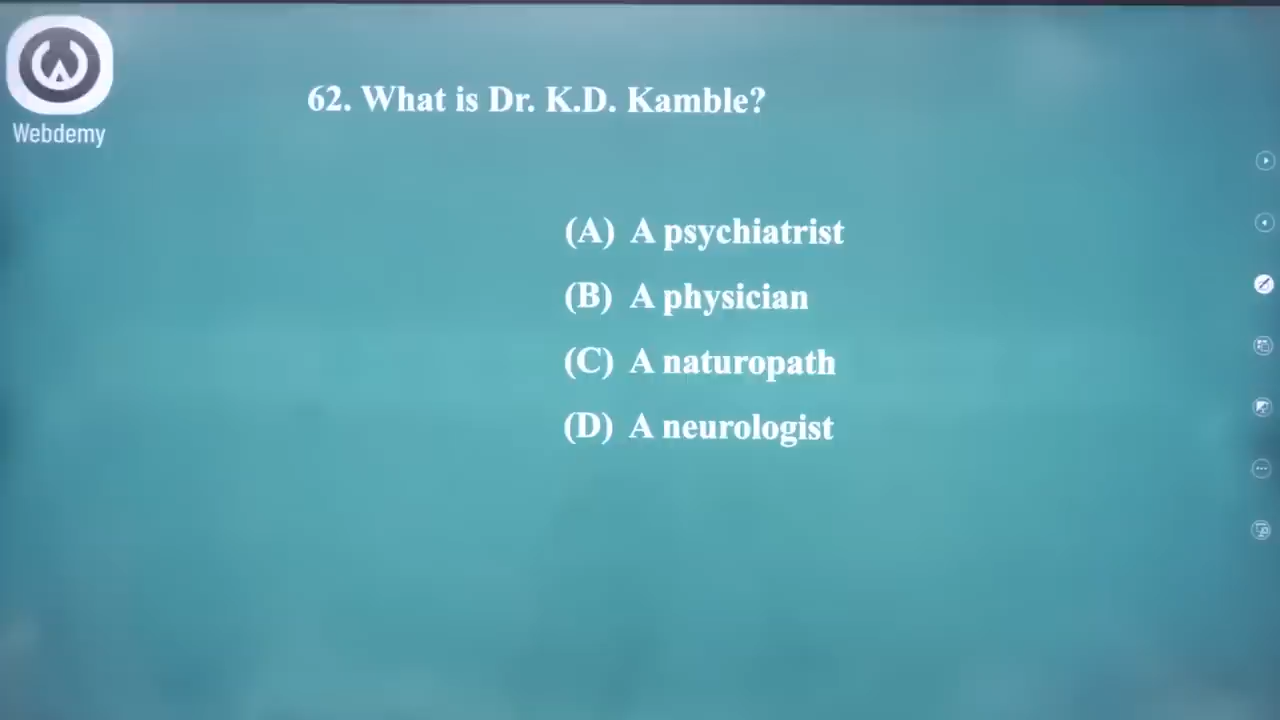 Webdemy
62. What is Dr. K.D. Kamble?
(A) A psychiatrist
(B) A physician
(C) A naturopath
(D) A neurologist